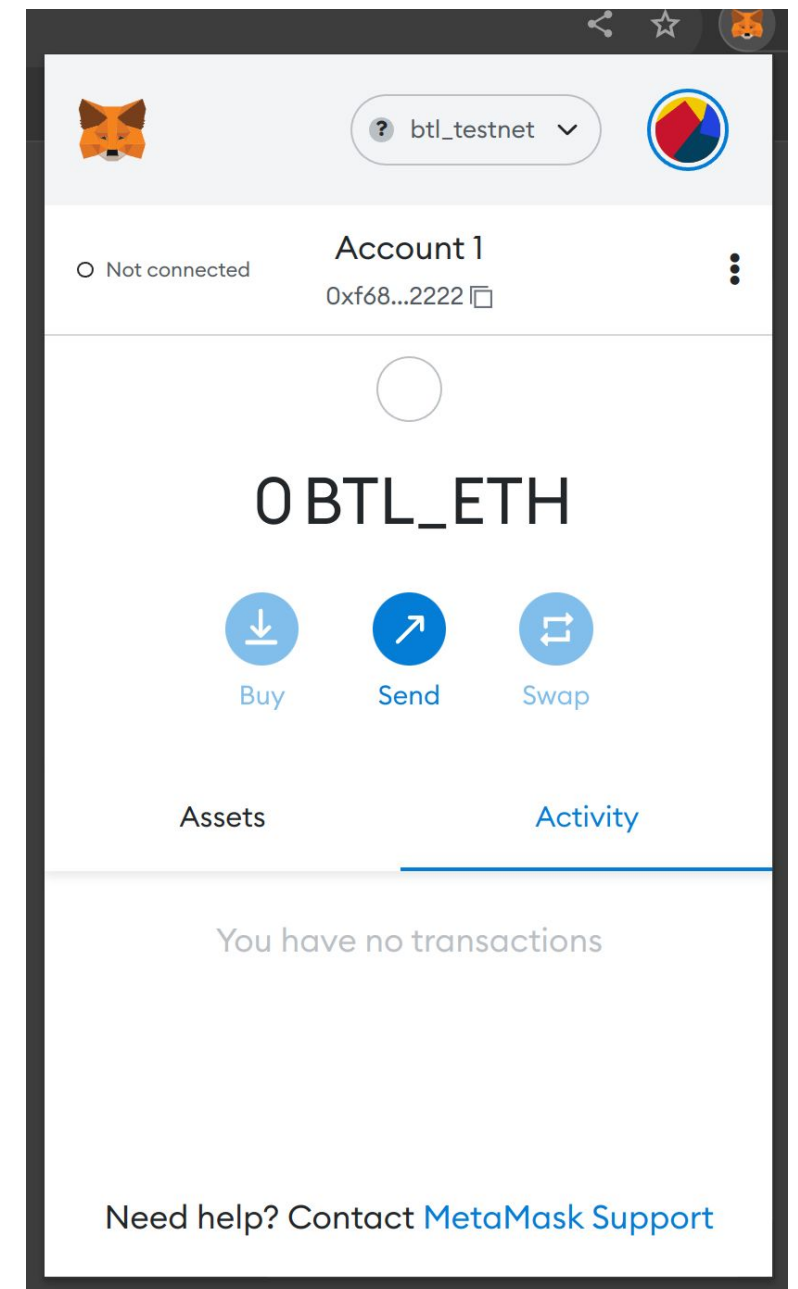 ? btl_testnet
Not connected
Account 1
0xf68...2222
0 BTL_ETH
Buy Send Swap
Assets Activity
You have no transactions
Need help? Contact MetaMask Support